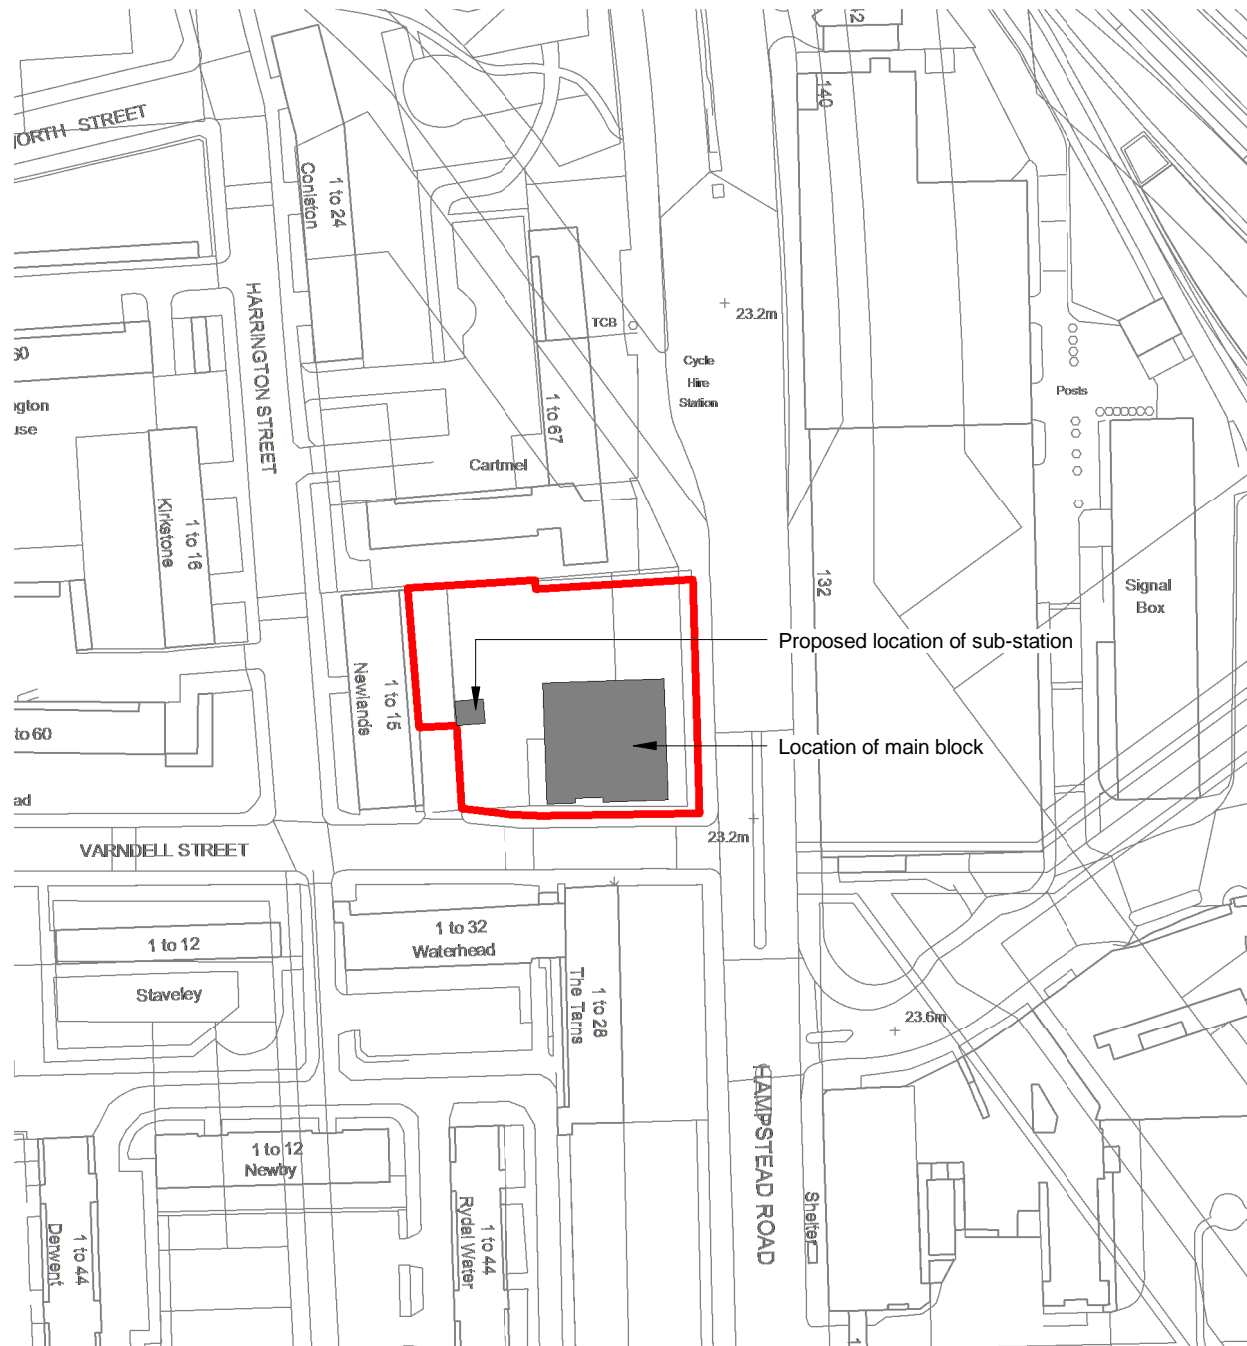 42
140
ORTH STREET
1 to 24
Coniston
HARRINGTON STREET
23.2m
TCB
Cycle
Hire
Station
Posts
60
gton
use
1 to 67
Cartmel
1 to 16
Kirkstone
132
Signal
Box
Proposed location of sub-station
1 to 15
Newlands
Location of main block
to 60
ad
23.2m
VARNDELL STREET
1 to 12
Staveley
1 to 32
Waterhead
1 to 28
The Tarns
23.6m
HAMPSTEAD ROAD
1 to 12
Newby
Shelter
1 to 44
Derwent
1 to 44
Rydal Water
1